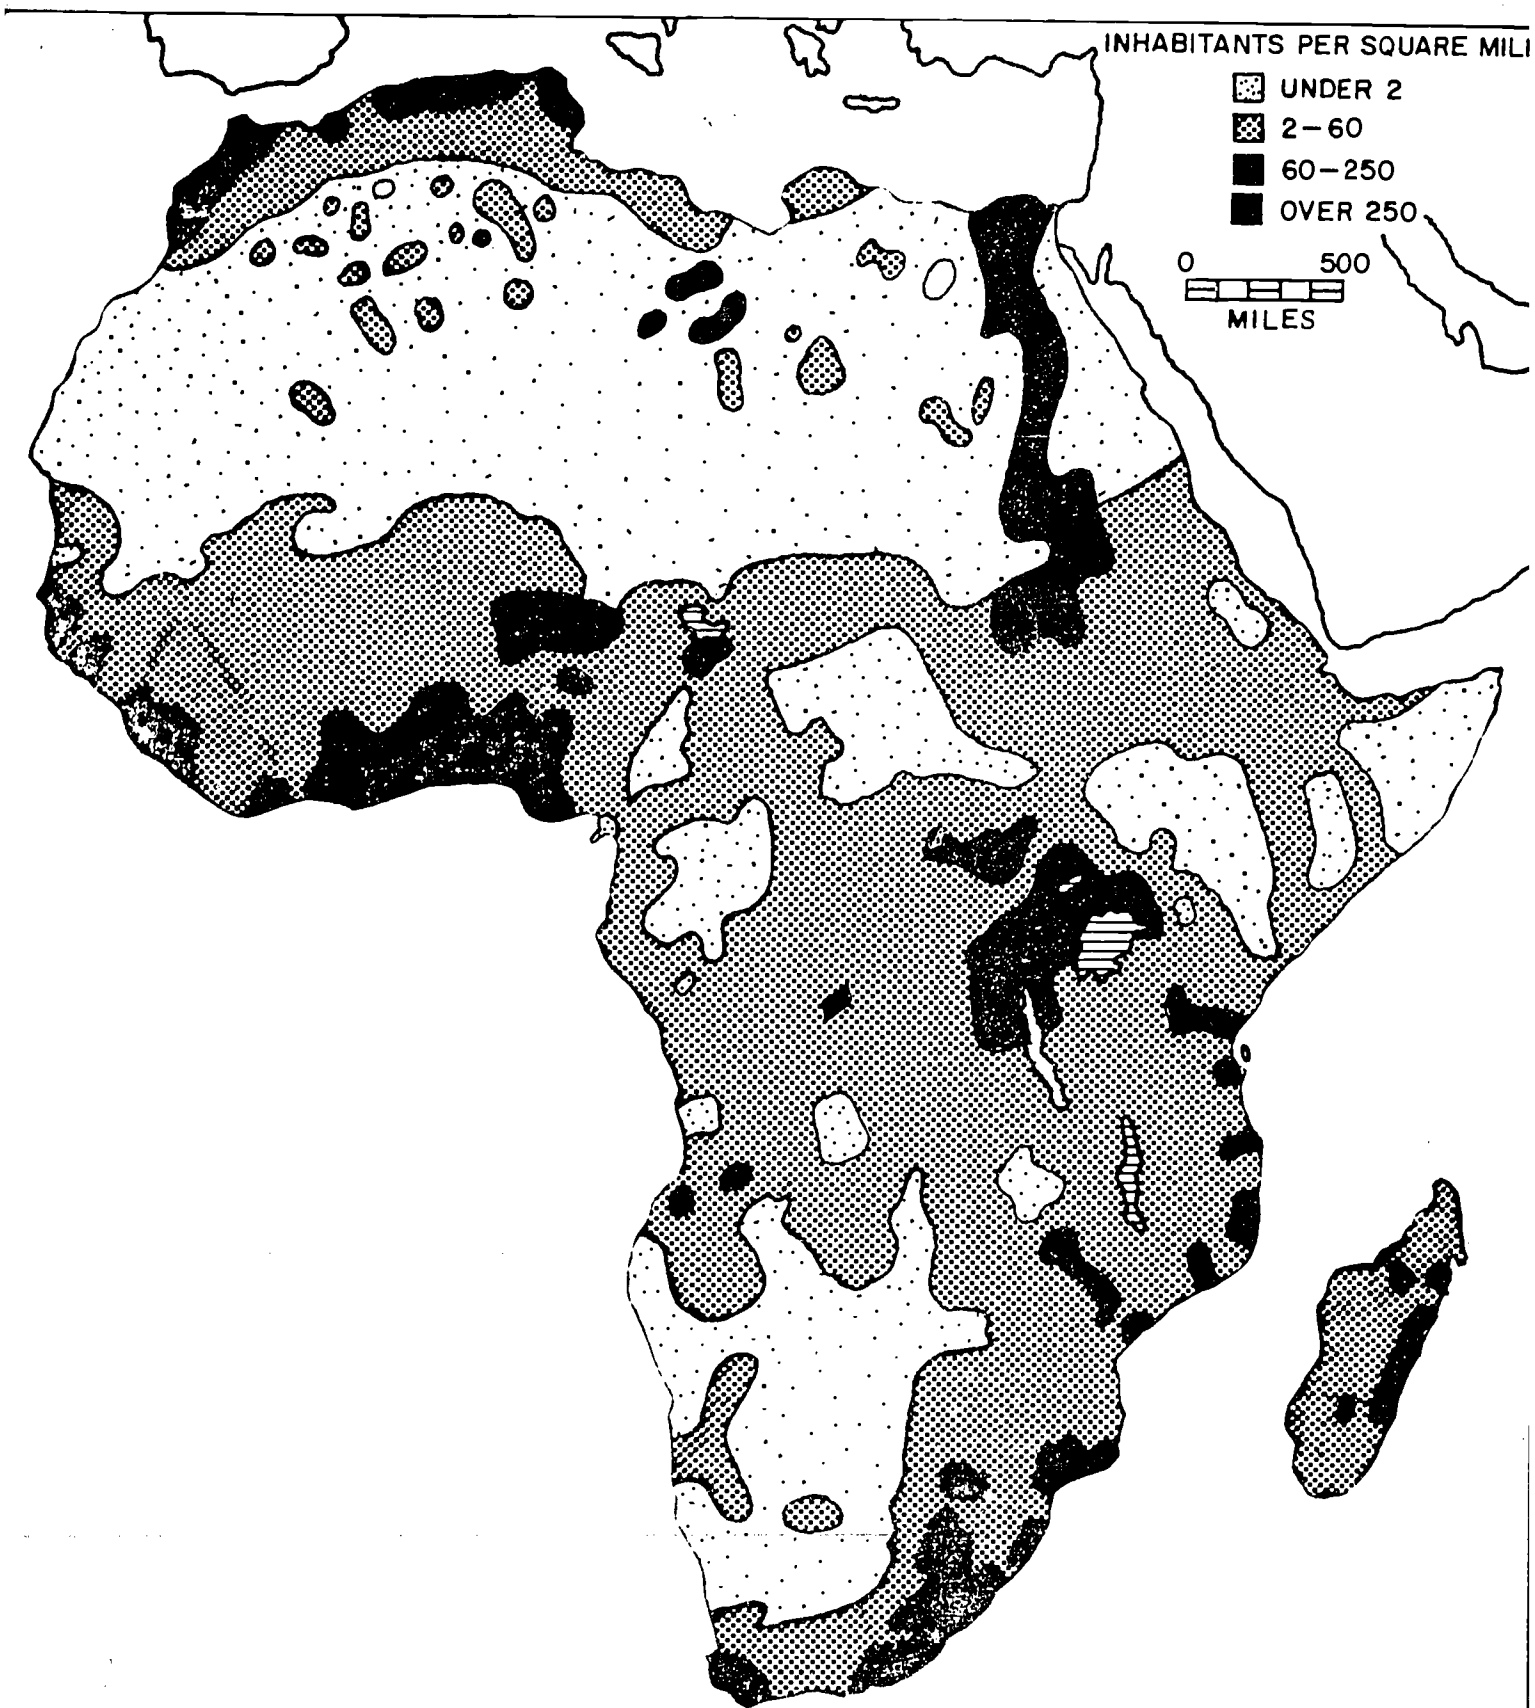 INHABITANTS PER SQUARE MIL
UNDER 2
2-60
60-250
OVER 250
0 500
MILES